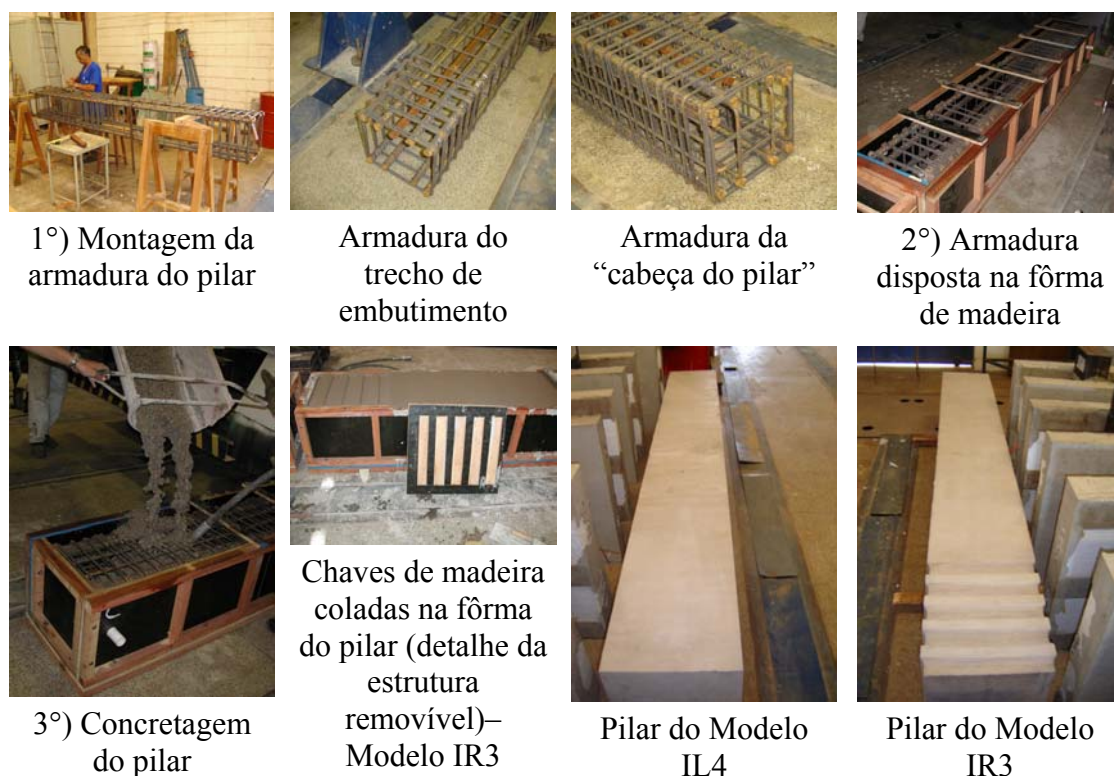 1°) Montagem da
armadura do pilar
Armadura do
trecho de
embutimento
Armadura da
“cabeça do pilar”
2°) Armadura
disposta na fôrma
de madeira
3°) Concretagem
do pilar
Chaves de madeira
coladas na fôrma
do pilar (detalhe da
estrutura
removível)–
Modelo IR3
Pilar do Modelo
IL4
Pilar do Modelo
IR3